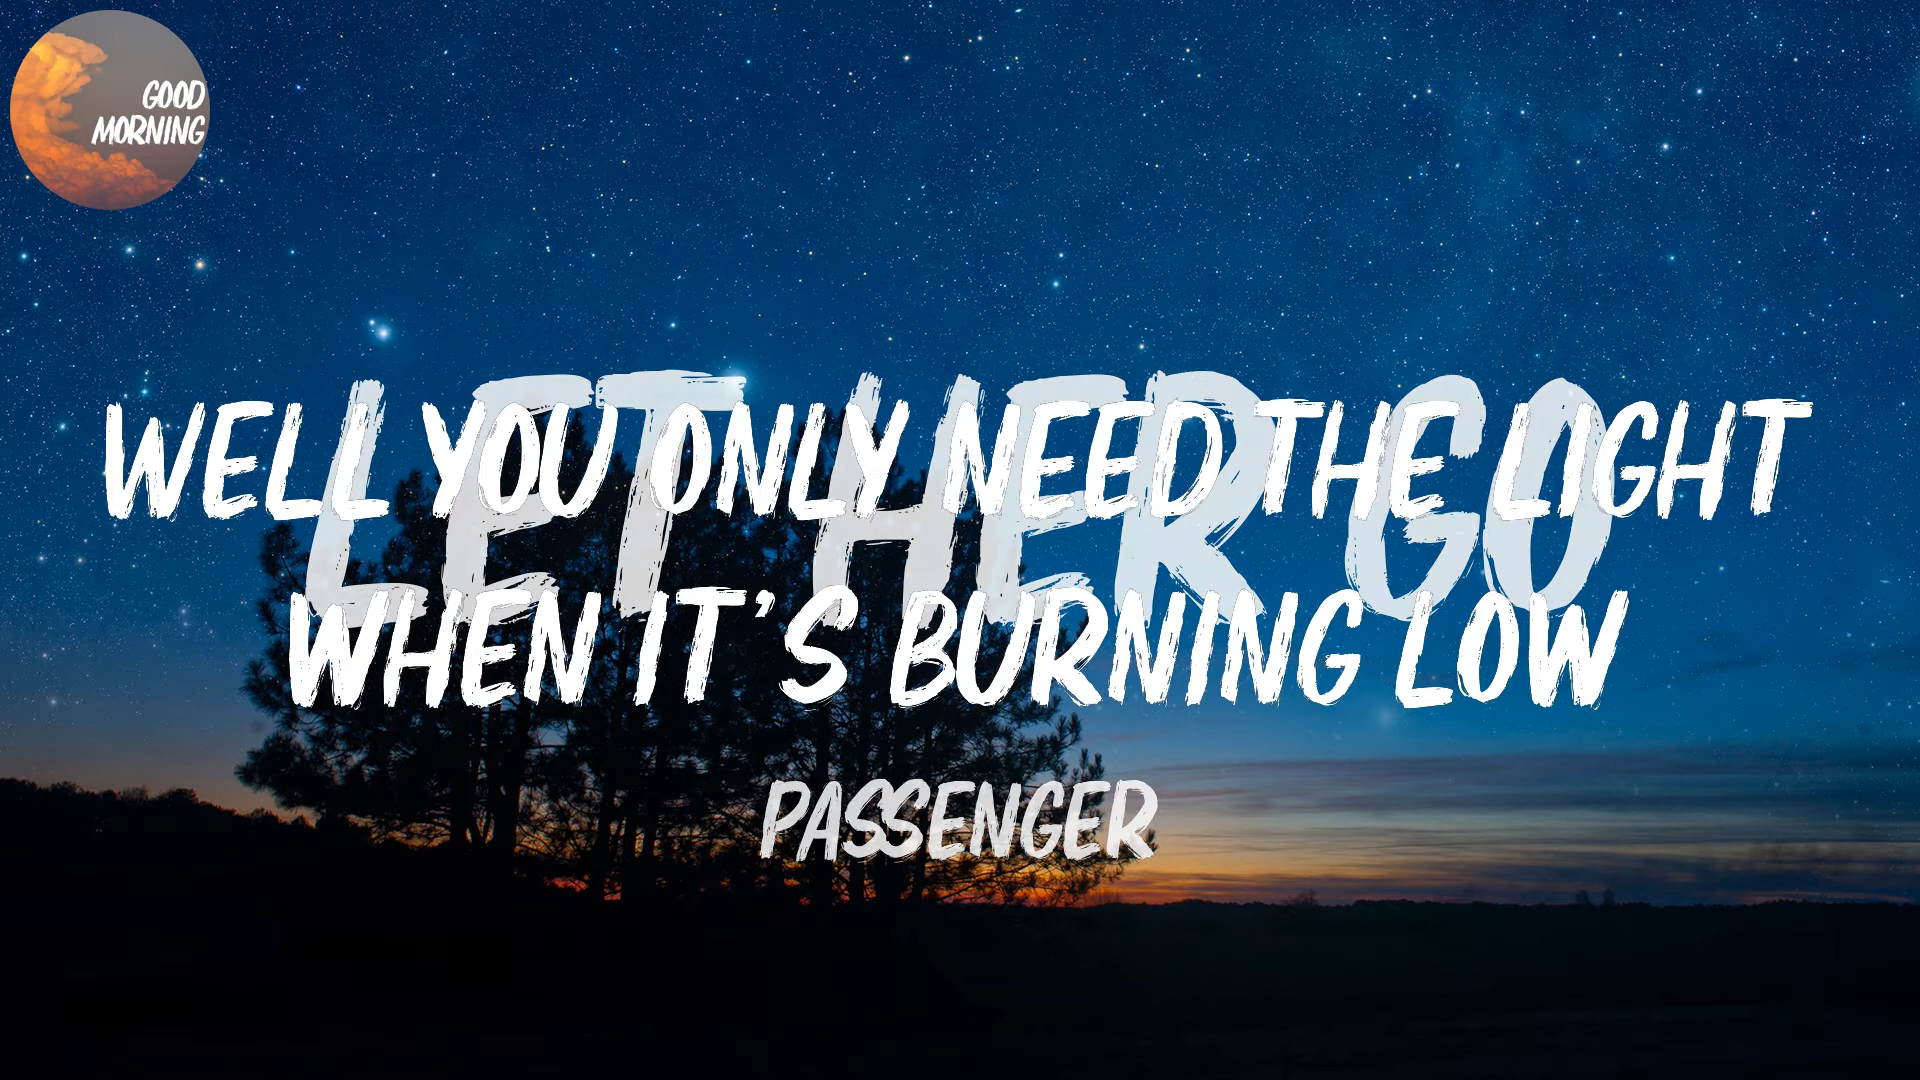 GOOD
MORNING
LET HER GO
WELL YOU ONLY NEED THE LIGHT
WHEN IT'S BURNING LOW
PASSENGER